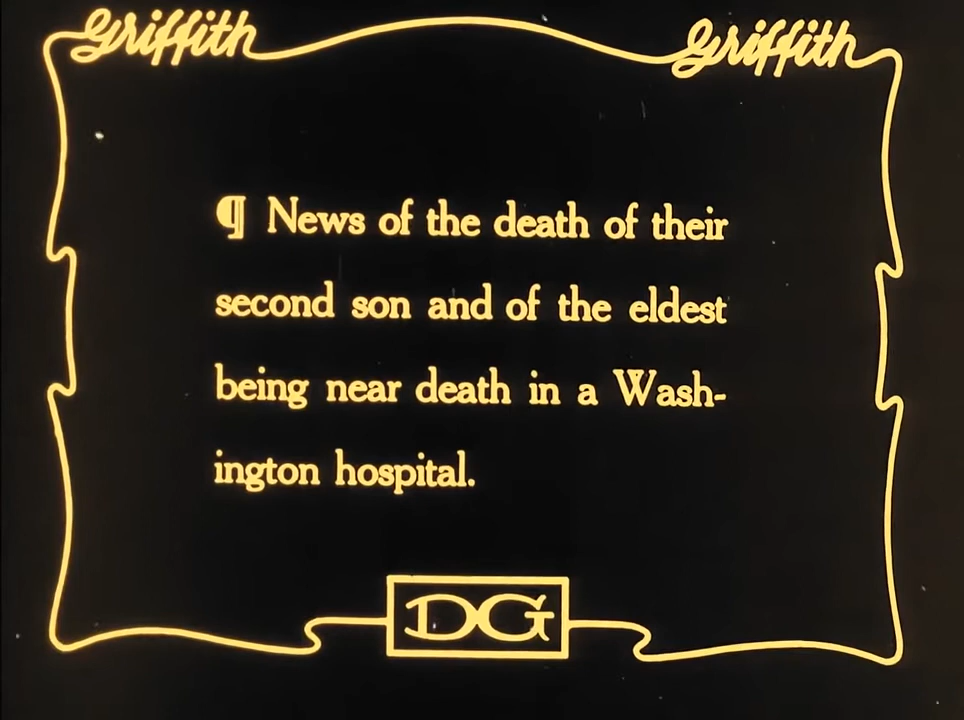 Griffith Griffith
¶ News of the death of their
second son and of the eldest
being near death in a Wash-
ington hospital.
DG